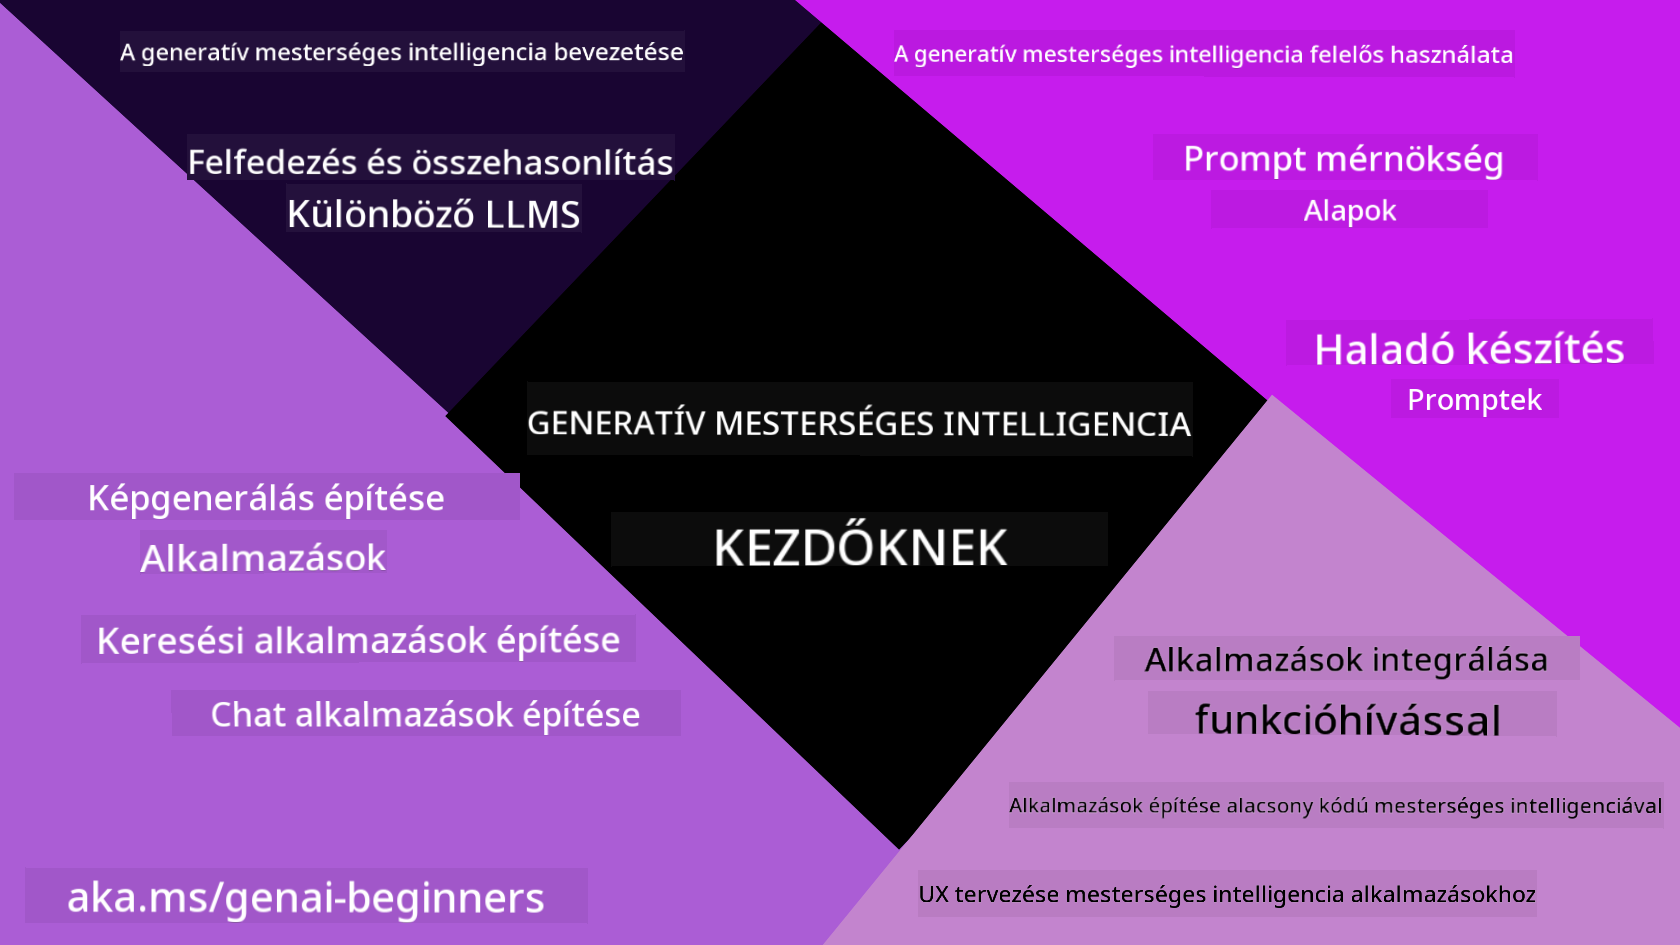 A generatív mesterséges intelligencia bevezetése
Felfedezés és összehasonlítás
Különböző LLMS
A generatív mesterséges intelligencia felelős használata
Prompt mérnökség
Alapok
Haladó készítés
Promptek
GENERATÍV MESTERSÉGES INTELLIGENCIA
KEZDŐKNEK
Képgenerálás építése
Alkalmazások
Keresési alkalmazások építése
Chat alkalmazások építése
aka.ms/genai-beginners
Alkalmazások integrálása
funkcióhívással
Alkalmazások építése alacsony kódú mesterséges intelligenciával
UX tervezése mesterséges intelligencia alkalmazásokhoz